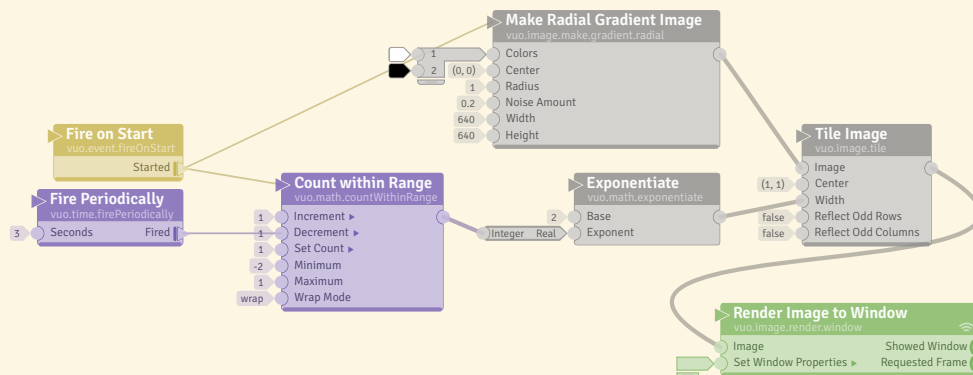 Make Radial Gradient Image
vuo.image.make.gradient.radial
1 Colors
2 (0, 0) Center
1 Radius
0.2 Noise Amount
640 Width
640 Height
Fire on Start
vuo.event.fireOnStart
Started
Tile Image
vuo.image.tile
Image
(1, 1) Center
Width
false Reflect Odd Rows
false Reflect Odd Columns
Fire Periodically
vuo.time.firePeriodically
3 Seconds Fired
Count within Range
vuo.math.countWithinRange
1 Increment
1 Decrement
1 Set Count
-2 Minimum
1 Maximum
wrap Wrap Mode
Integer Real
Exponentiate
vuo.math.exponentiate
2 Base
Exponent
Render Image to Window
vuo.image.render.window
Image Showed Window
Set Window Properties Requested Frame